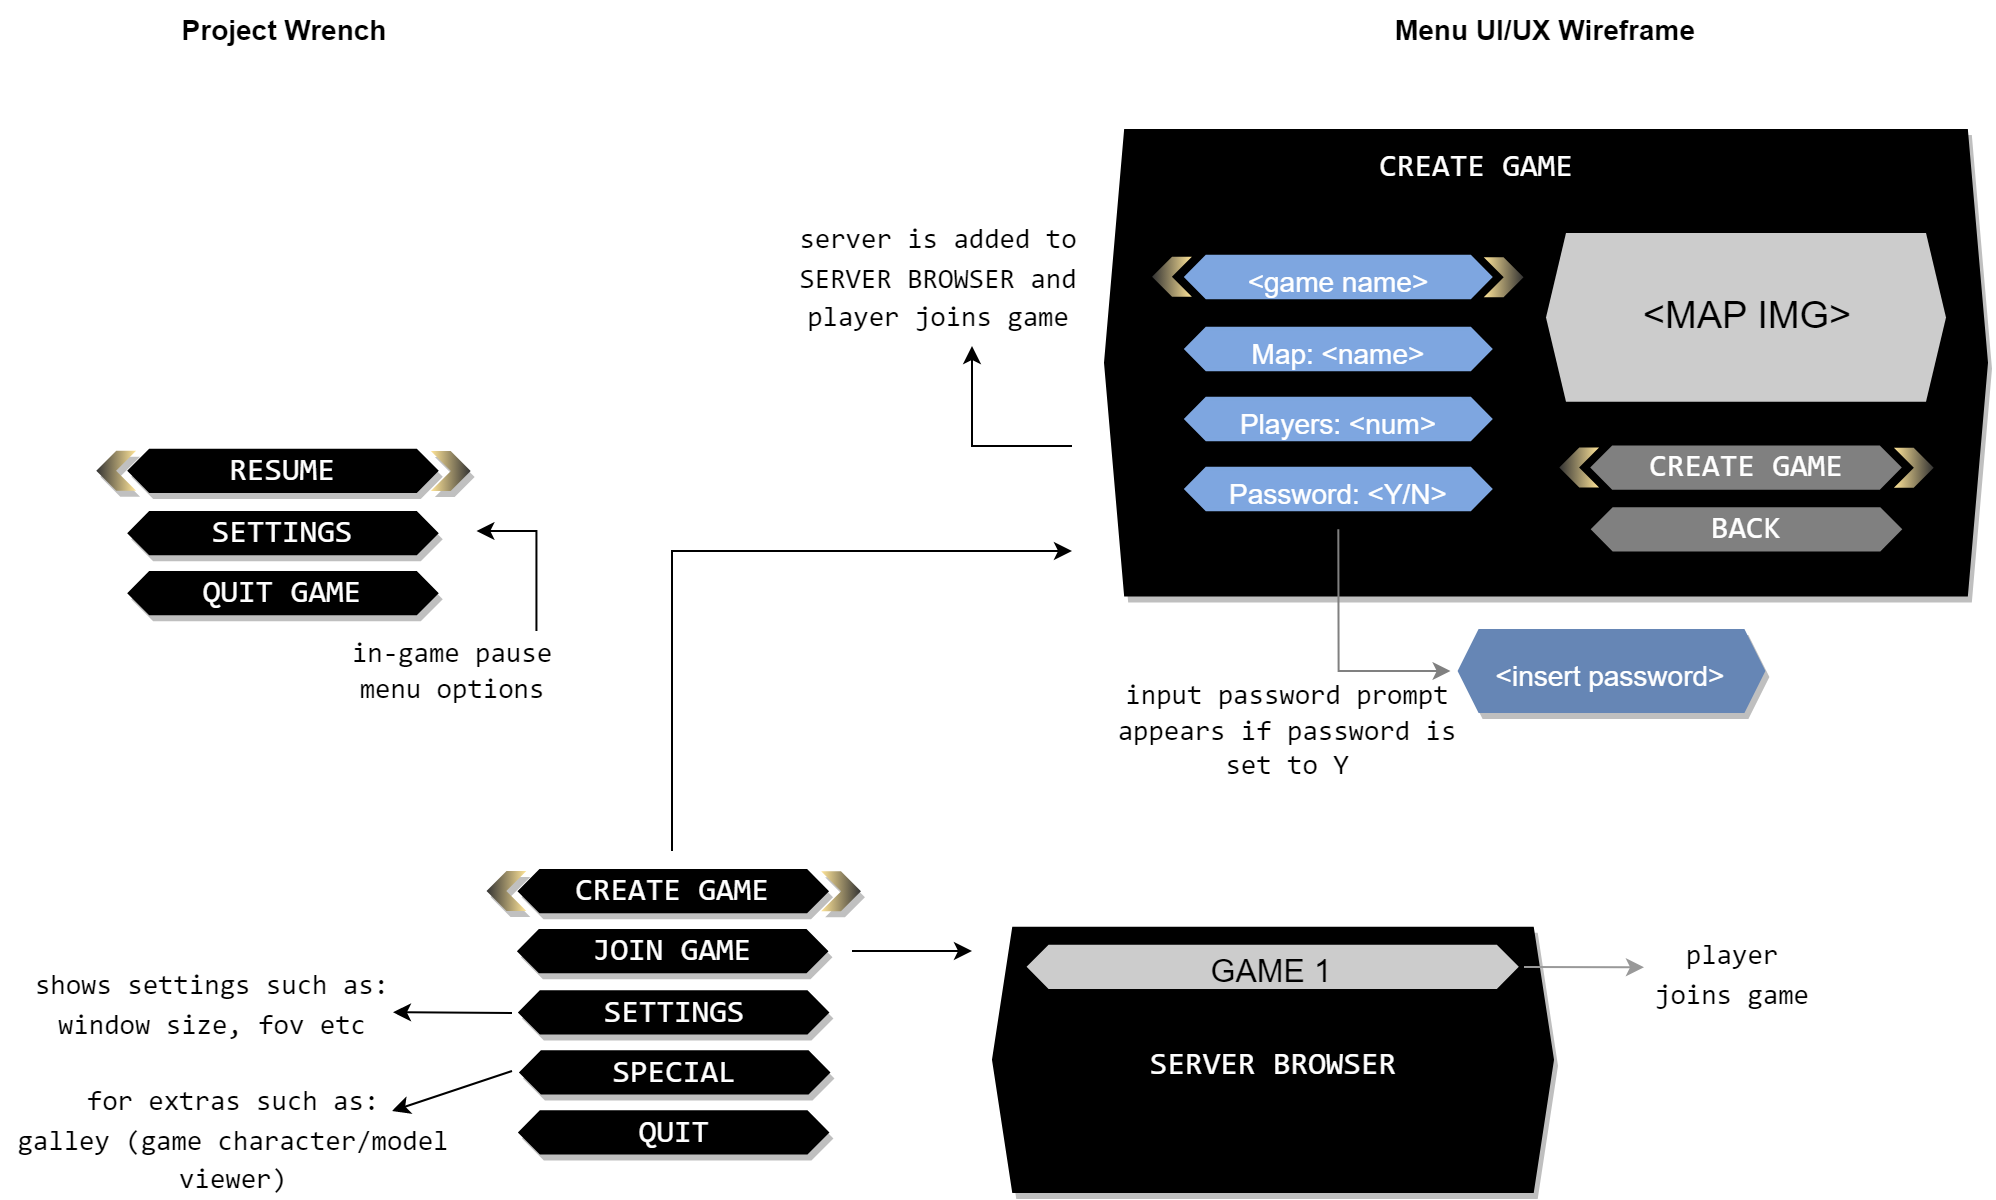 Project Wrench
Menu UI/UX Wireframe
CREATE GAME
<game name>
Map: <name>
Players: <num>
Password: <Y/N>
<MAP IMG>
CREATE GAME
BACK
server is added to
SERVER BROWSER and
player joins game
RESUME
SETTINGS
QUIT GAME
in-game pause
menu options
<insert password>
input password prompt
appears if password is
set to Y
CREATE GAME
JOIN GAME
SETTINGS
SPECIAL
QUIT
shows settings such as:
window size, fov etc
for extras such as:
galley (game character/model
viewer)
GAME 1
SERVER BROWSER
player
joins game